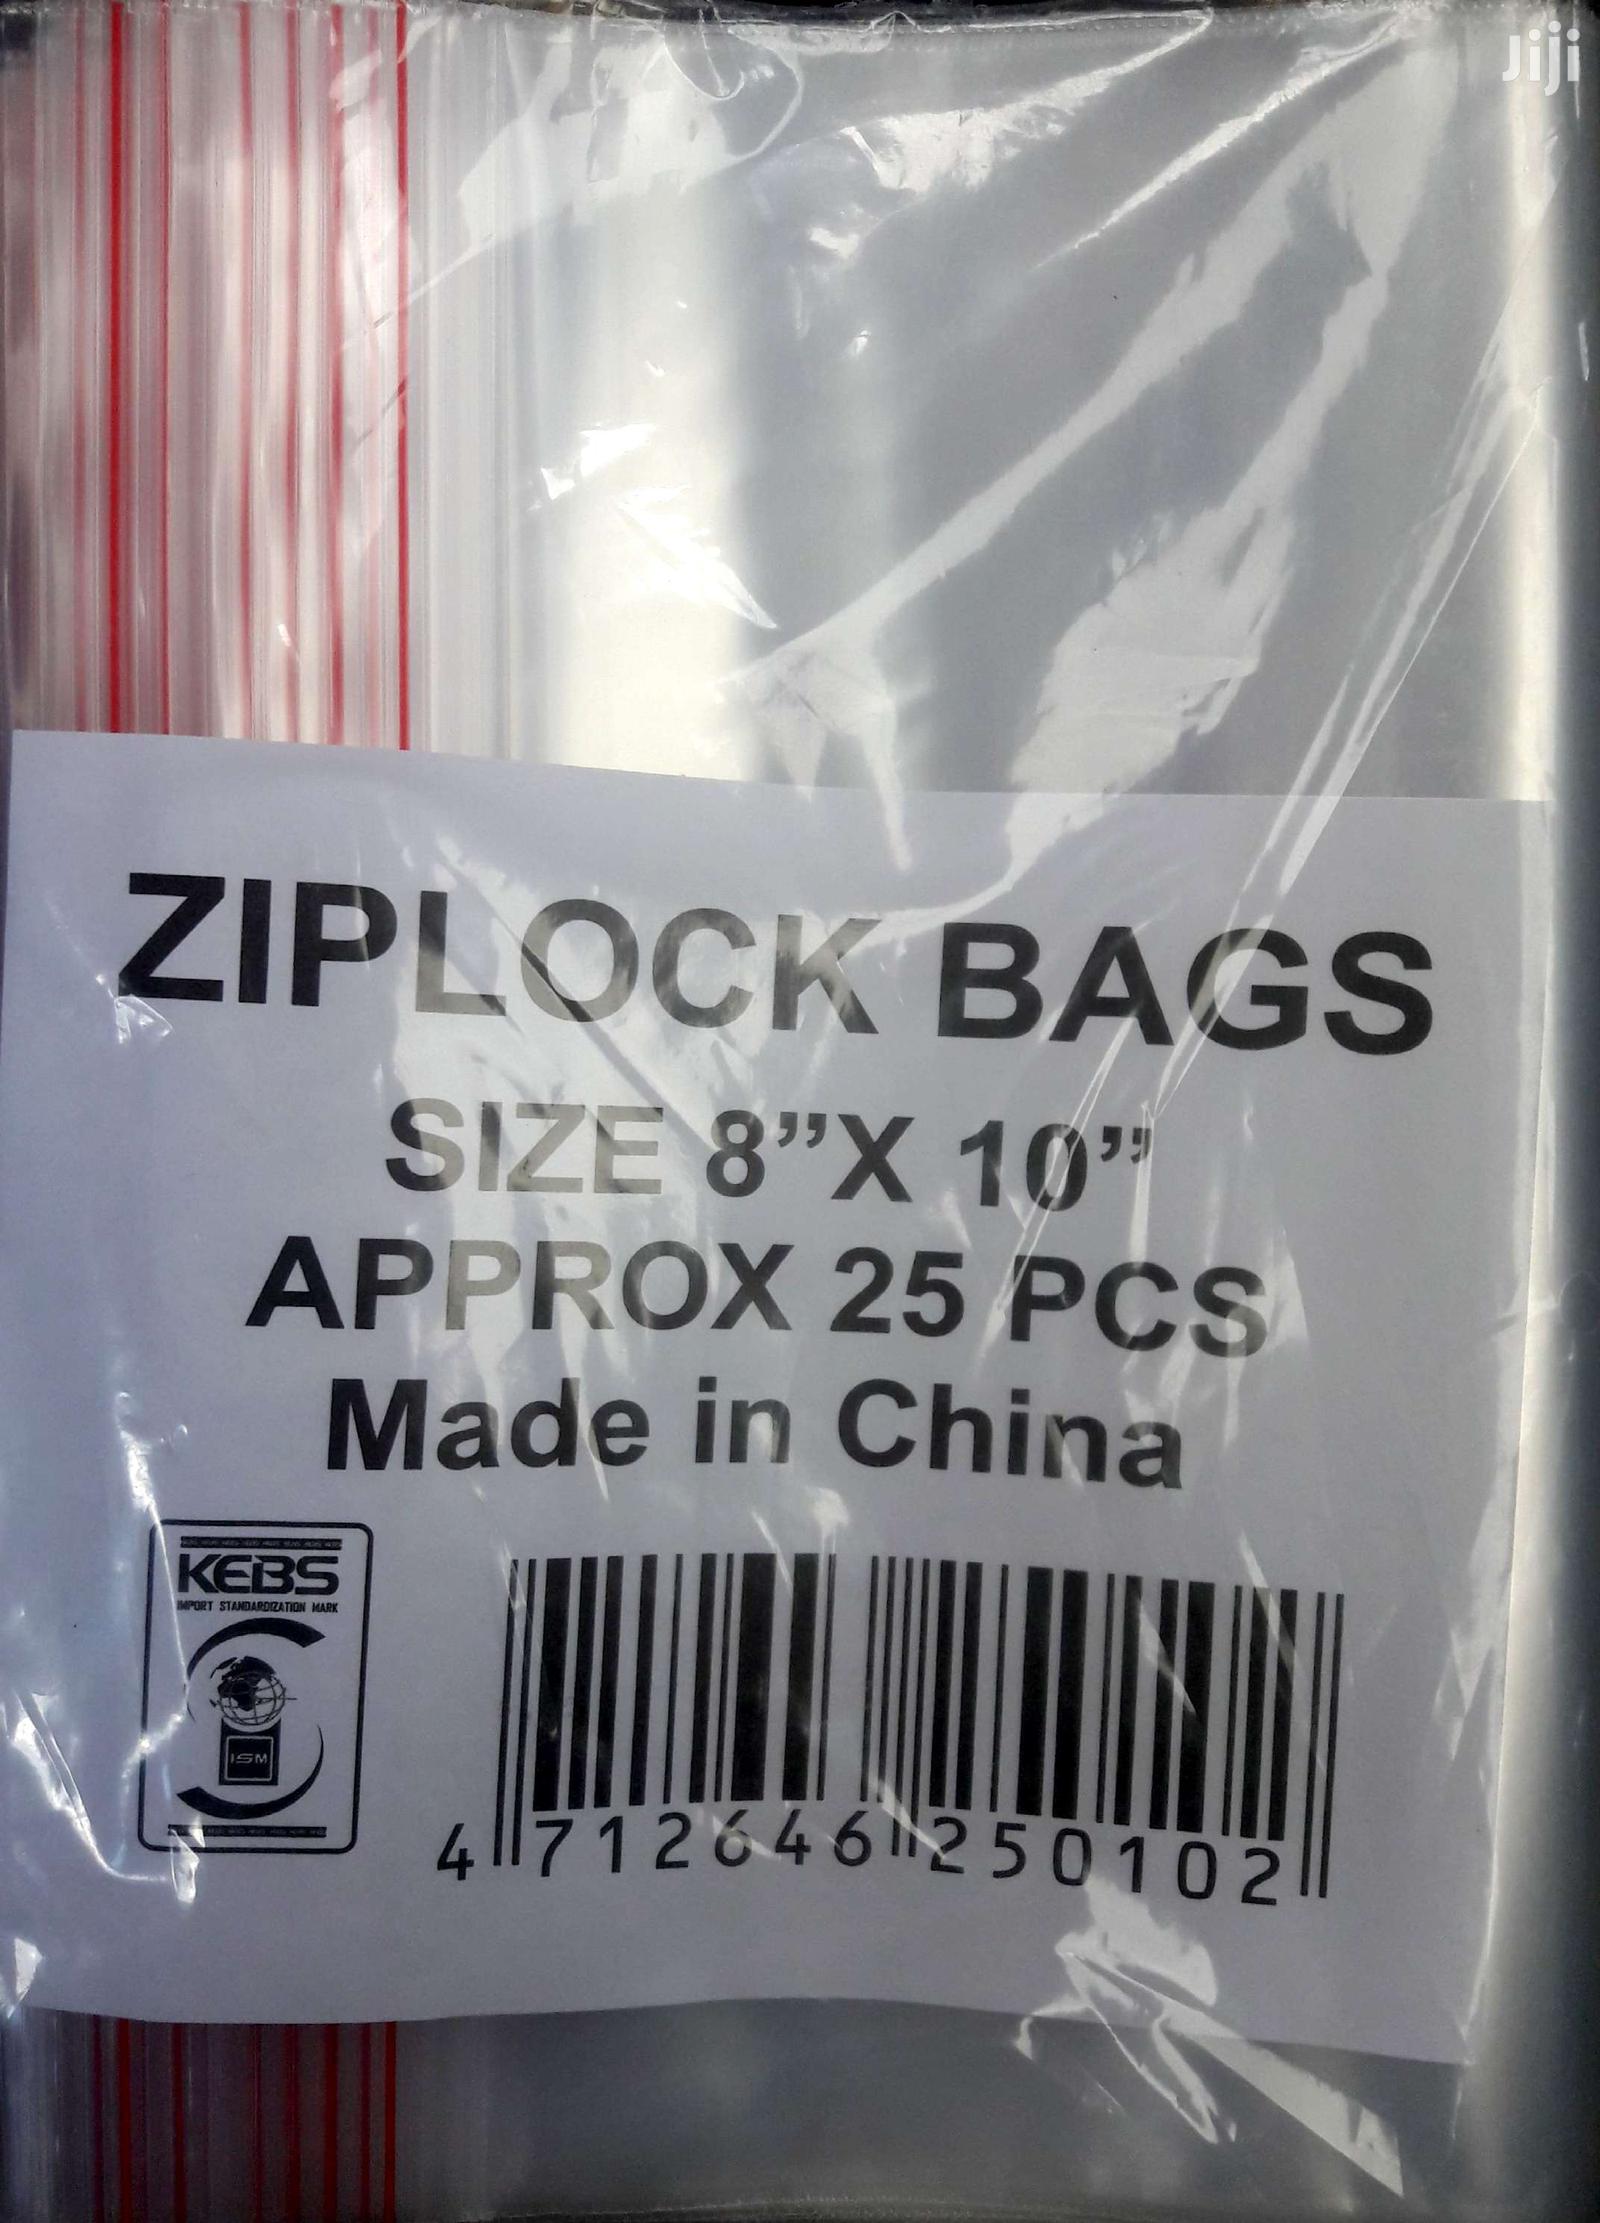 Jiji
ZIPLOCK BAGS
SIZE 8”X 10”
APPROX 25 PCS
Made in China
KEBS
IMPORT STANDARDIZATION MARK
ISM
4 712646 250102